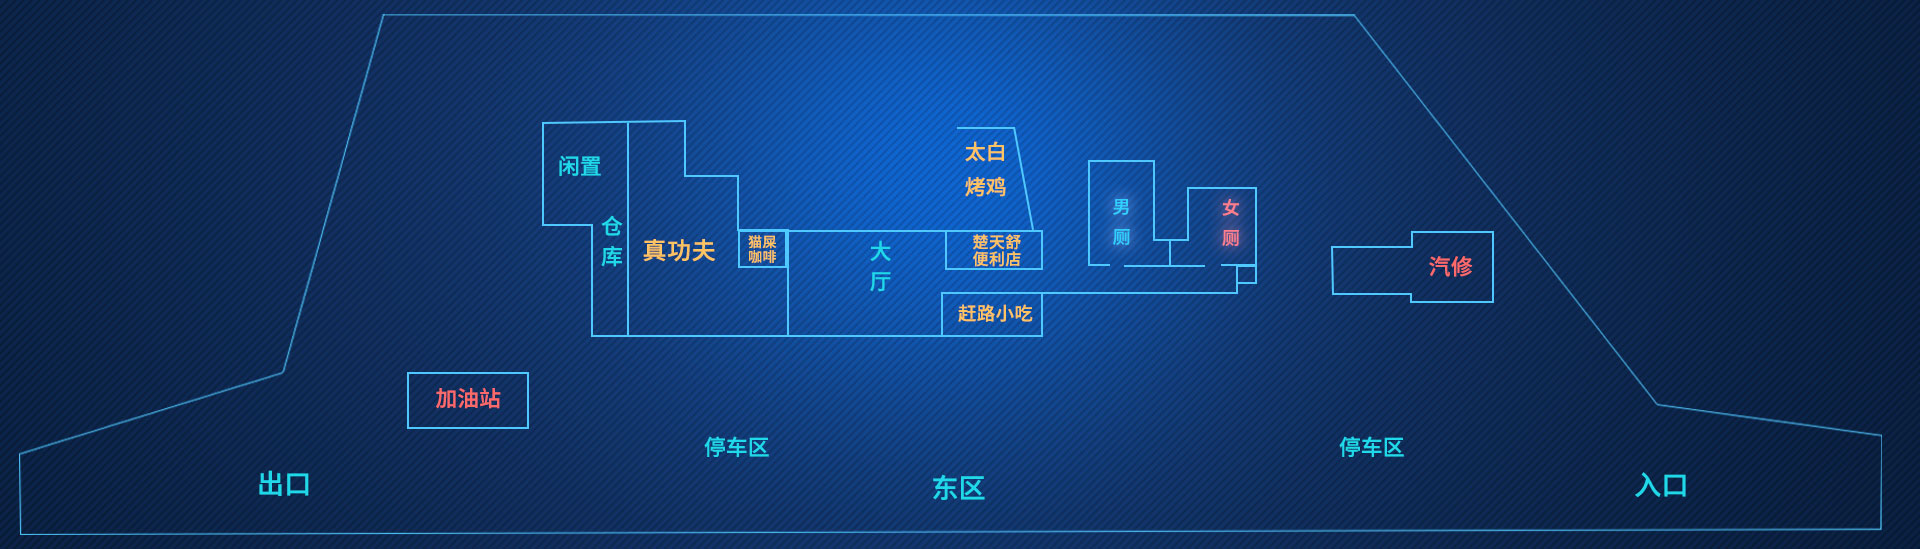 闲置
仓库
真功夫
猫屎
咖啡
大厅
太白
烤鸡
楚天舒
便利店
赶路小吃
男厕
女厕
汽修
加油站
停车区
停车区
出口
东区
入口